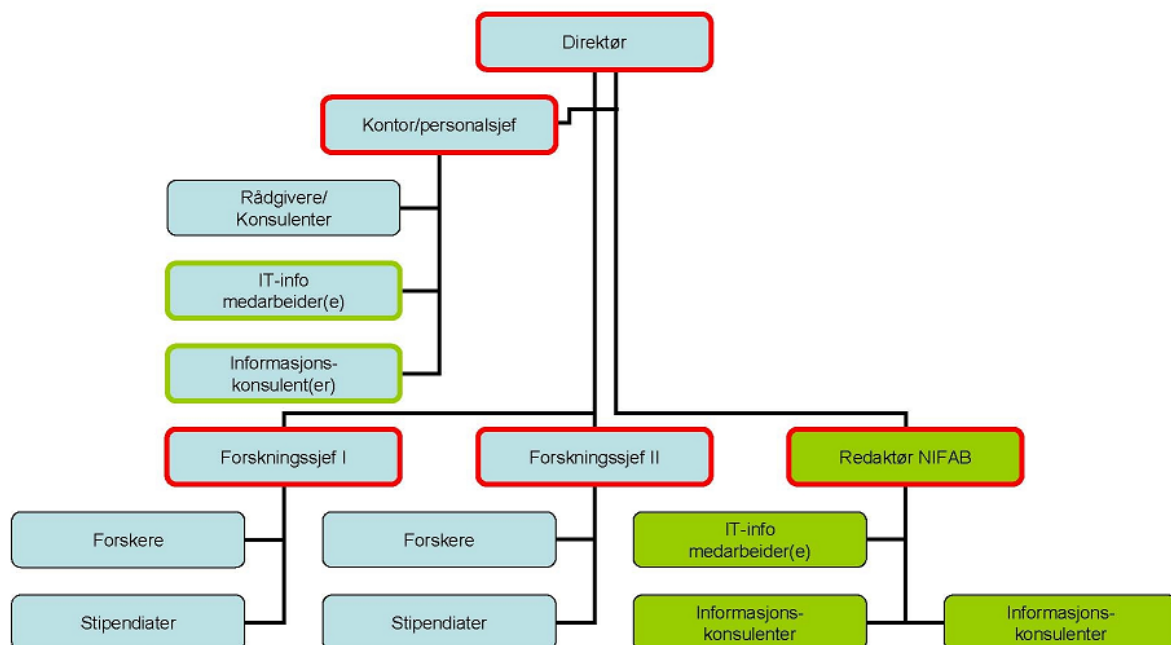 Direktør
Kontor/personalsjef
Rådgivere/
Konsulenter
IT-info
medarbeider(e)
Informasjons-
konsulent(er)
Forskningssjef I
Forskningssjef II
Redaktør NIFAB
Forskere
Forskere
IT-info
medarbeider(e)
Stipendiater
Stipendiater
Informasjons-
konsulenter
Informasjons-
konsulenter